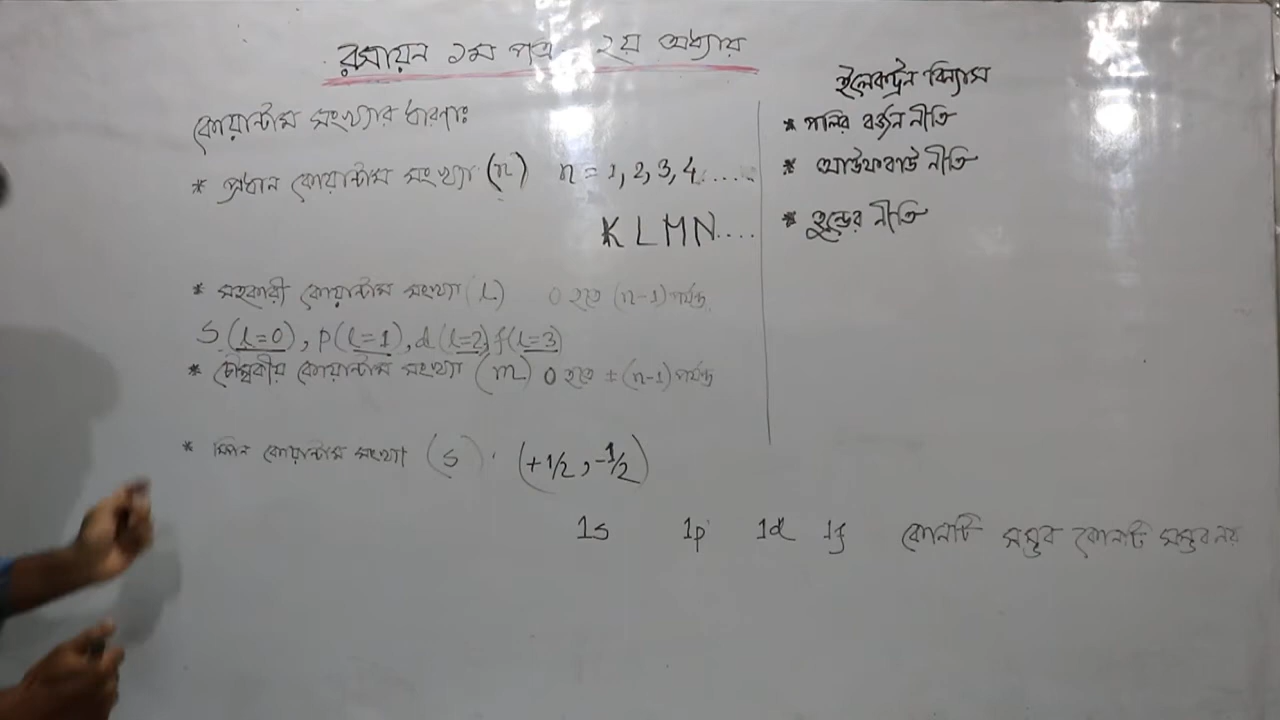 রসায়ন ১ম পত্র ২য় অধ্যায়
কোয়ান্টাম সংখ্যার ধারণাঃ
* প্রধান কোয়ান্টাম সংখ্যা (n) n = 1, 2, 3, 4......
K L M N....
* সহকারী কোয়ান্টাম সংখ্যা (l) 0 হতে (n-1) পর্যন্ত
S (l=0), p(l=1), d(l=2) f(l=3)
* চৌম্বকীয় কোয়ান্টাম সংখ্যা (m) 0 হতে ±(n-1) পর্যন্ত
* স্পিন কোয়ান্টাম সংখ্যা (s) (+1/2, -1/2)
ইলেকট্রন বিন্যাস
* পলির বর্জন নীতি
* আউফবাউ নীতি
* হুন্ডের নীতি
1s 1p 1d 1f কোনটি সম্ভব কোনটি সম্ভব নয়